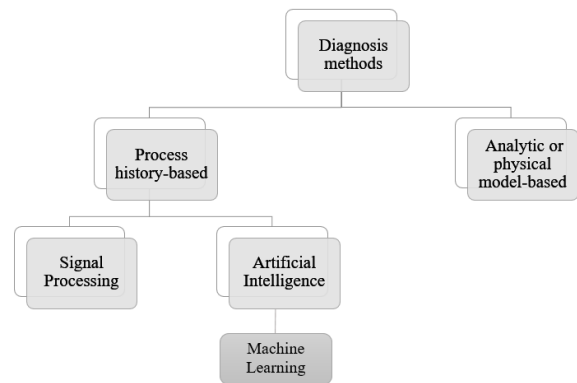 Diagnosis
methods
Process
history-based
Analytic or
physical
model-based
Signal
Processing
Artificial
Intelligence
Machine
Learning